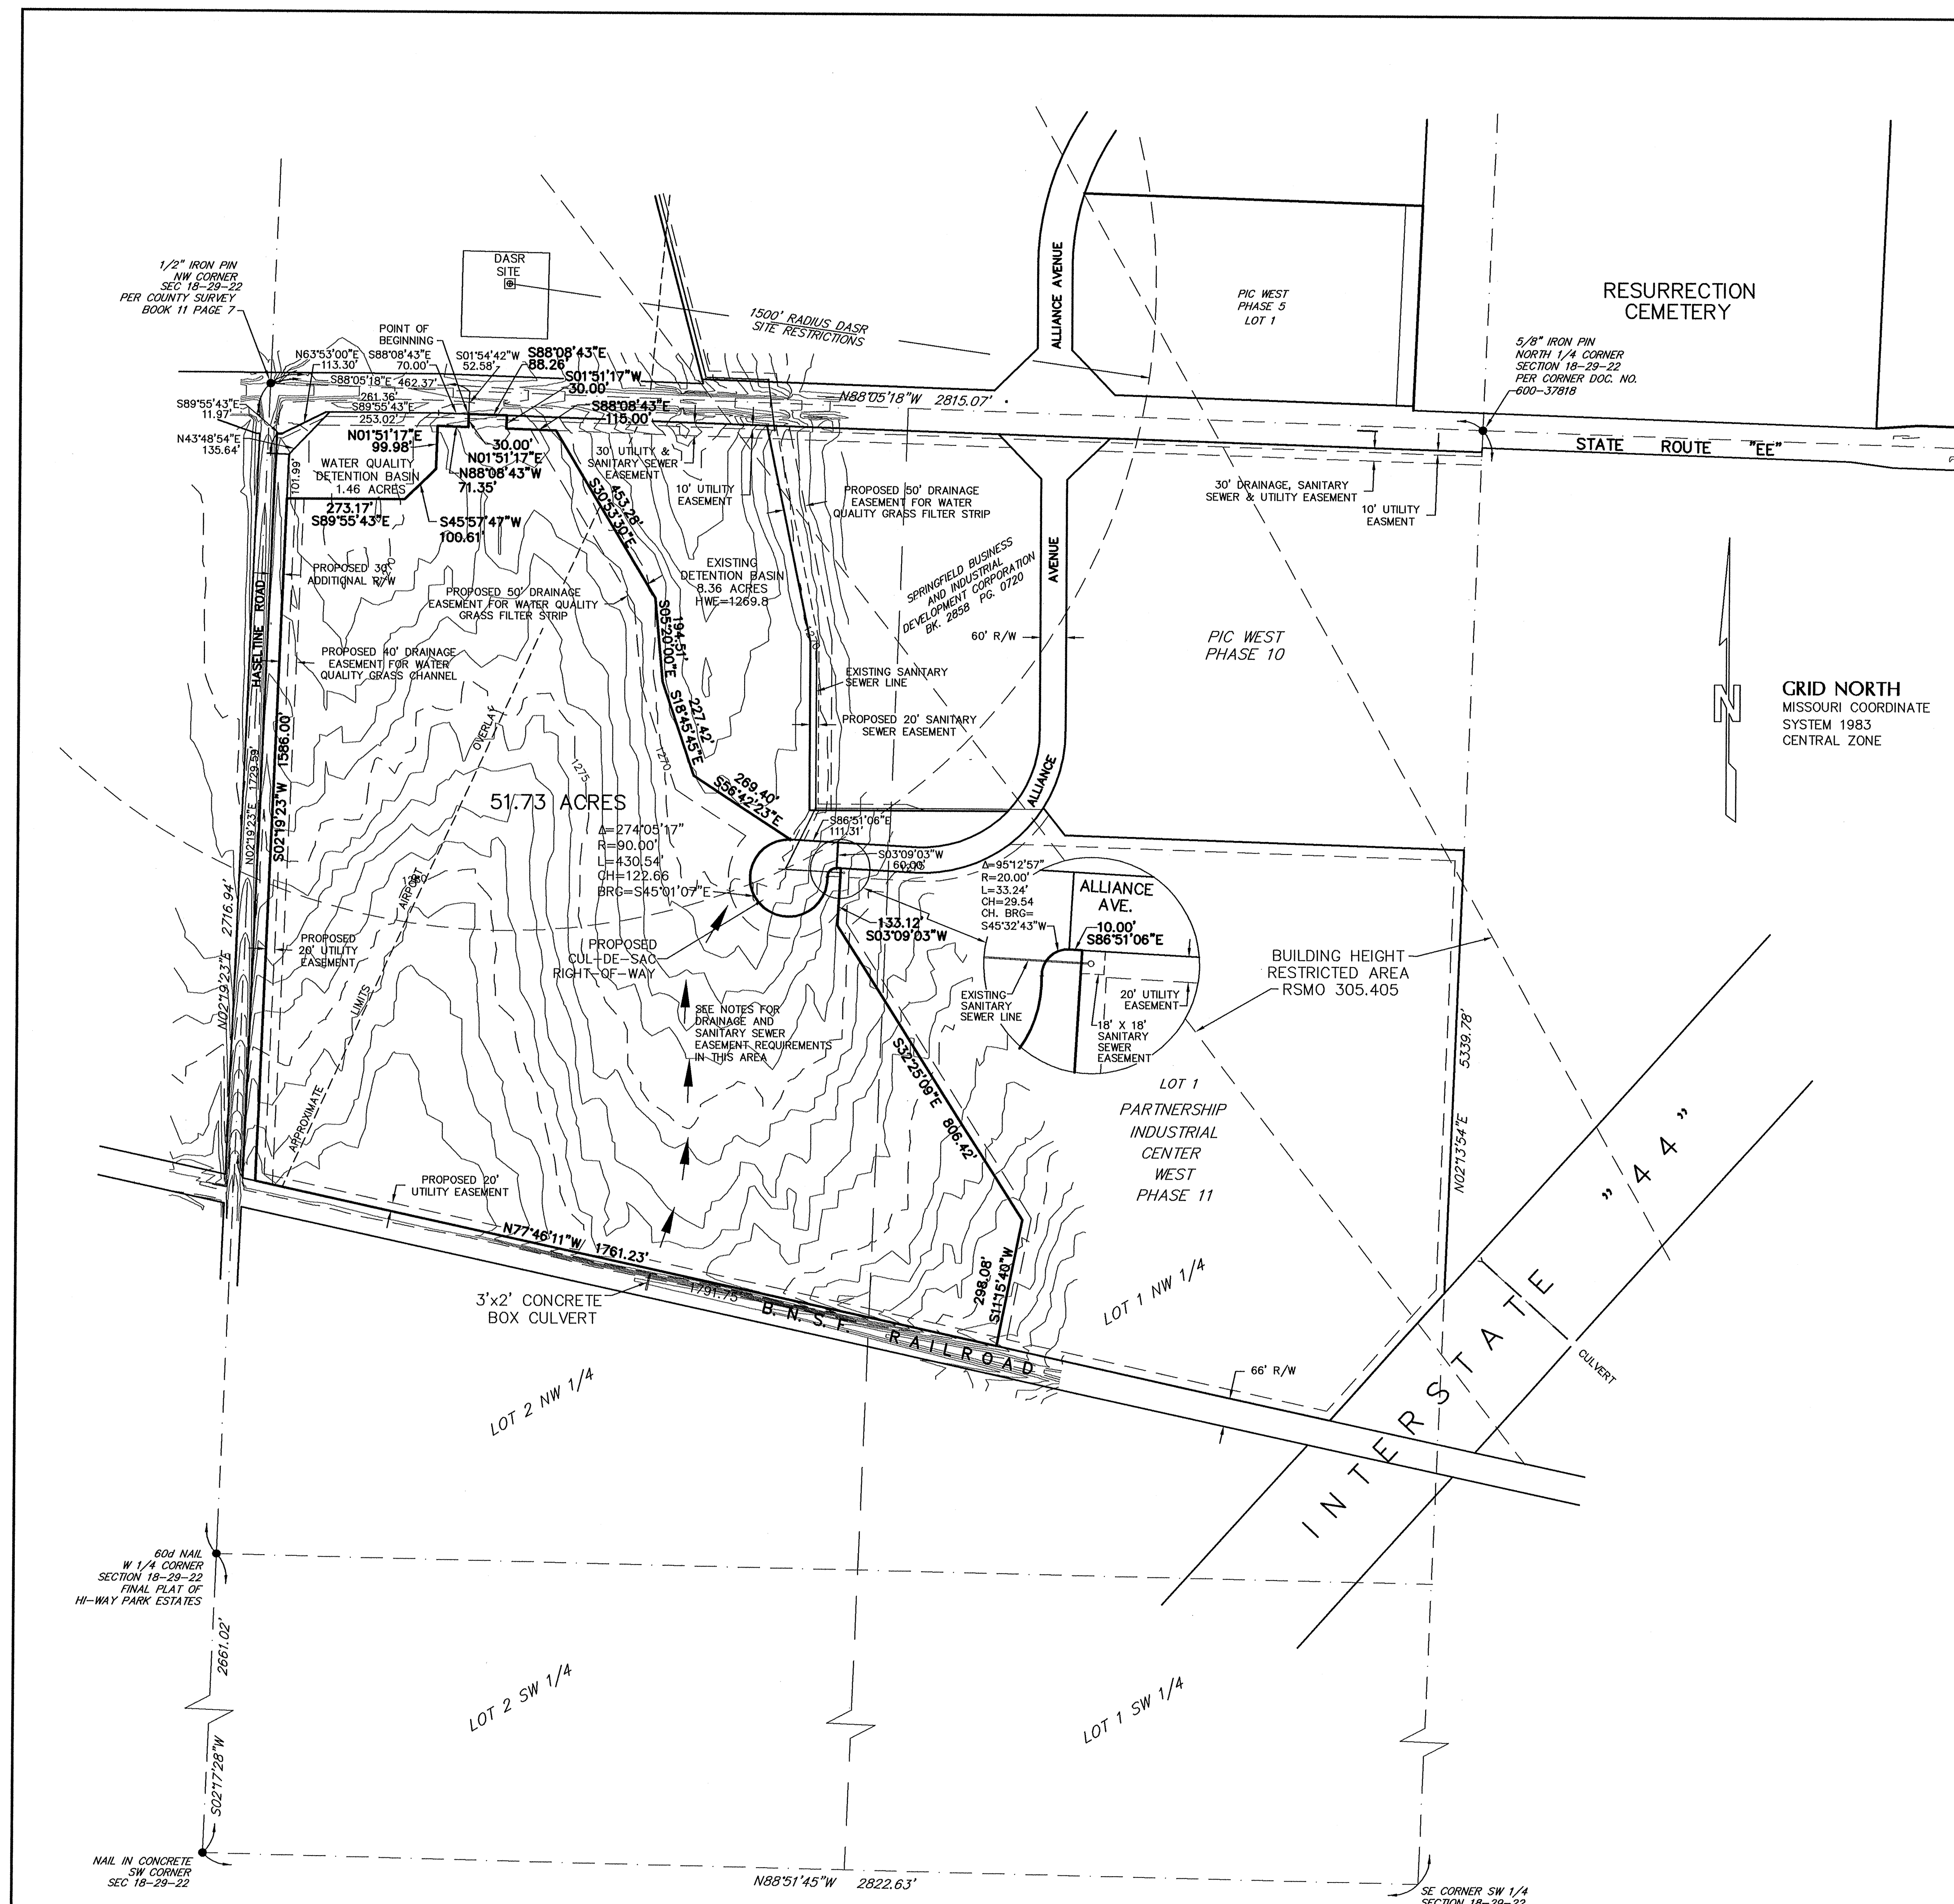 DASR
SITE
1500' RADIUS DASR
SITE RESTRICTIONS
1/2" IRON PIN
NW CORNER
SEC 18-29-22
PER COUNTY SURVEY
BOOK 11 PAGE 7
POINT OF
BEGINNING
N63°53'00"E
113.30'
S88°08'43"E
70.00'
S01°54'42"W
52.58'
S88°08'43"E
88.26'
S01°51'17"W
30.00'
S88°05'18"E 462.37'
261.36'
S89°55'43"E
253.02'
S89°55'43"E
11.97'
N43°48'54"E
135.64'
S88°08'43"E
115.00'
N01°51'17"E
99.98'
30.00'
N01°51'17"E
N88°08'43"W
71.35'
WATER QUALITY
DETENTION BASIN
1.46 ACRES
101.99'
273.17'
S89°55'43"E
S45°57'47"W
100.61'
30' UTILITY &
SANITARY SEWER
EASEMENT
10' UTILITY
EASEMENT
PROPOSED 50' DRAINAGE
EASEMENT FOR WATER
QUALITY GRASS FILTER STRIP
453.28'
S30°53'30"E
N88°05'18"W 2815.07'
ALLIANCE AVENUE
PIC WEST
PHASE 5
LOT 1
RESURRECTION
CEMETERY
5/8" IRON PIN
NORTH 1/4 CORNER
SECTION 18-29-22
PER CORNER DOC. NO.
600-37818
STATE ROUTE "EE"
30' DRAINAGE, SANITARY
SEWER & UTILITY EASEMENT
10' UTILITY
EASMENT
PROPOSED 30'
ADDITIONAL R/W
1270
PROPOSED 50' DRAINAGE
EASEMENT FOR WATER QUALITY
GRASS FILTER STRIP
EXISTING
DETENTION BASIN
8.36 ACRES
HWE=1269.8
SPRINGFIELD BUSINESS
AND INDUSTRIAL
DEVELOPMENT CORPORATION
BK. 2858 PG. 0720
AVENUE
60' R/W
PIC WEST
PHASE 10
GRID NORTH
MISSOURI COORDINATE
SYSTEM 1983
CENTRAL ZONE
N
HASELTINE ROAD
PROPOSED 40' DRAINAGE
EASEMENT FOR WATER
QUALITY GRASS CHANNEL
194.51'
S05°20'00"E
1270
EXISTING SANITARY
SEWER LINE
227.42'
S18°45'45"E
PROPOSED 20' SANITARY
SEWER EASEMENT
OVERLAY
1275
1270
S02°19'23"W 1586.00'
N02°19'23"E 1729.59'
269.40'
S56°42'23"E
ALLIANCE
51.73 ACRES
Δ=274°05'17"
R=90.00'
L=430.54'
CH=122.66
BRG=S45°01'07"E
S86°51'06"E
111.31'
S03°09'03"W
60.00'
1275
Δ=95°12'57"
R=20.00'
L=33.24'
CH=29.54
CH. BRG=
S45°32'43"W
ALLIANCE
AVE.
10.00'
S86°51'06"E
1280
AIRPORT
133.12'
S03°09'03"W
PROPOSED
CUL-DE-SAC
RIGHT-OF-WAY
PROPOSED
20' UTILITY
EASEMENT
N02°19'23"E 2716.94'
LIMITS
BUILDING HEIGHT
RESTRICTED AREA
RSMO 305.405
EXISTING
SANITARY
SEWER LINE
20' UTILITY
EASEMENT
18' X 18'
SANITARY
SEWER
EASEMENT
SEE NOTES FOR
DRAINAGE AND
SANITARY SEWER
EASEMENT REQUIREMENTS
IN THIS AREA
S32°25'09"E 806.42'
LOT 1
PARTNERSHIP
INDUSTRIAL
CENTER
WEST
PHASE 11
N02°13'54"E 5339.78'
APPROXIMATE
PROPOSED 20'
UTILITY EASEMENT
N77°46'11"W 1761.23'
298.08'
S11°15'40"W
LOT 1 NW 1/4
1791.75'
3'x2' CONCRETE
BOX CULVERT
B. N. S. F. RAILROAD
INTERSTATE "44"
CULVERT
66' R/W
LOT 2 NW 1/4
60d NAIL
W 1/4 CORNER
SECTION 18-29-22
FINAL PLAT OF
HI-WAY PARK ESTATES
2661.02'
S02°17'28"W
LOT 2 SW 1/4
LOT 1 SW 1/4
NAIL IN CONCRETE
SW CORNER
SEC 18-29-22
N88°51'45"W 2822.63'
SE CORNER SW 1/4
SECTION 18-29-22